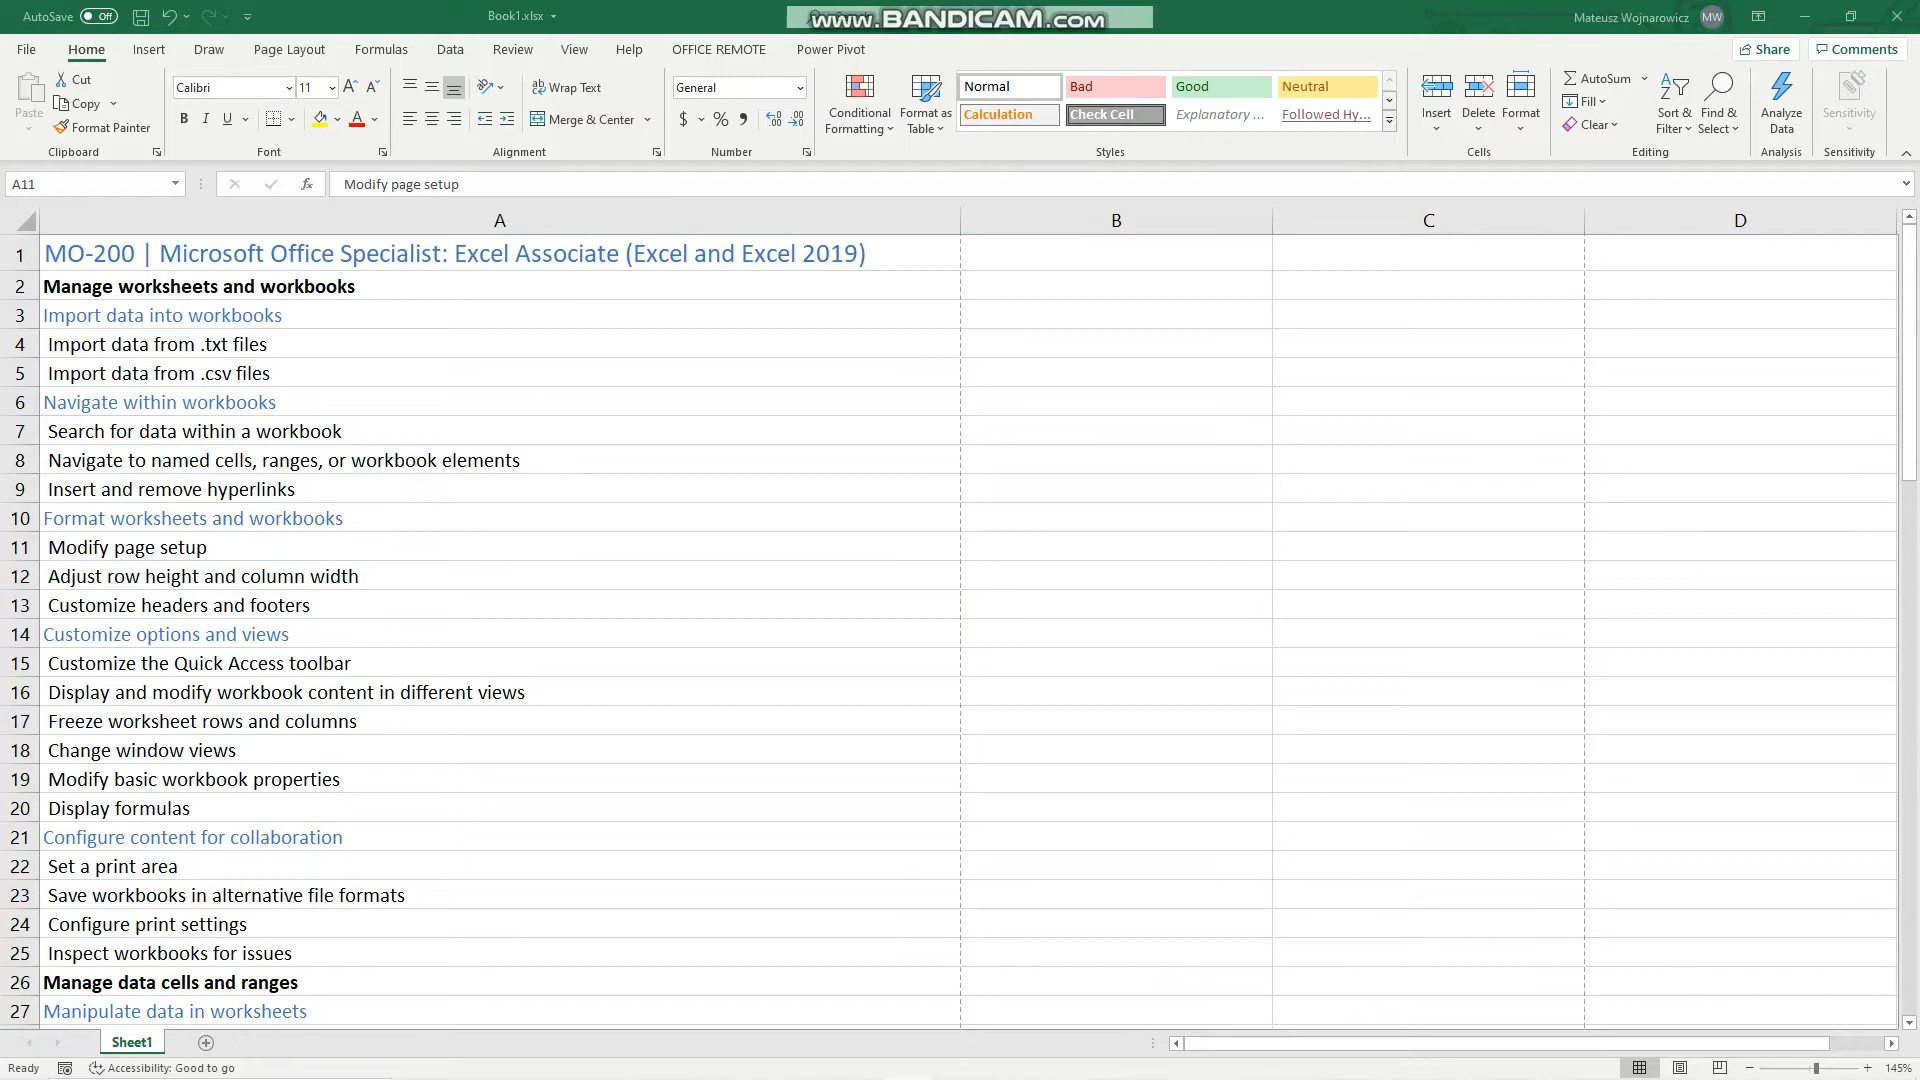 AutoSave Off Book1.xlsx www.BANDICAM.com Mateusz Wojnarowicz MW
File Home Insert Draw Page Layout Formulas Data Review View Help OFFICE REMOTE Power Pivot Share Comments
Paste Cut Copy Format Painter Clipboard
Calibri 11 B I U A Font
Wrap Text Merge & Center Alignment
General $ % Number
Conditional Formatting Format as Table Normal Bad Good Neutral
Calculation Check Cell Explanatory ... Followed Hy... Styles
Insert Delete Format Cells
AutoSum Fill Clear Sort & Filter Find & Select Editing
Analyze Data Analysis
Sensitivity Sensitivity
A11 fx Modify page setup
A B C D
1 MO-200 | Microsoft Office Specialist: Excel Associate (Excel and Excel 2019)
2 Manage worksheets and workbooks
3 Import data into workbooks
4 Import data from .txt files
5 Import data from .csv files
6 Navigate within workbooks
7 Search for data within a workbook
8 Navigate to named cells, ranges, or workbook elements
9 Insert and remove hyperlinks
10 Format worksheets and workbooks
11 Modify page setup
12 Adjust row height and column width
13 Customize headers and footers
14 Customize options and views
15 Customize the Quick Access toolbar
16 Display and modify workbook content in different views
17 Freeze worksheet rows and columns
18 Change window views
19 Modify basic workbook properties
20 Display formulas
21 Configure content for collaboration
22 Set a print area
23 Save workbooks in alternative file formats
24 Configure print settings
25 Inspect workbooks for issues
26 Manage data cells and ranges
27 Manipulate data in worksheets
Sheet1
Ready Accessibility: Good to go 145%